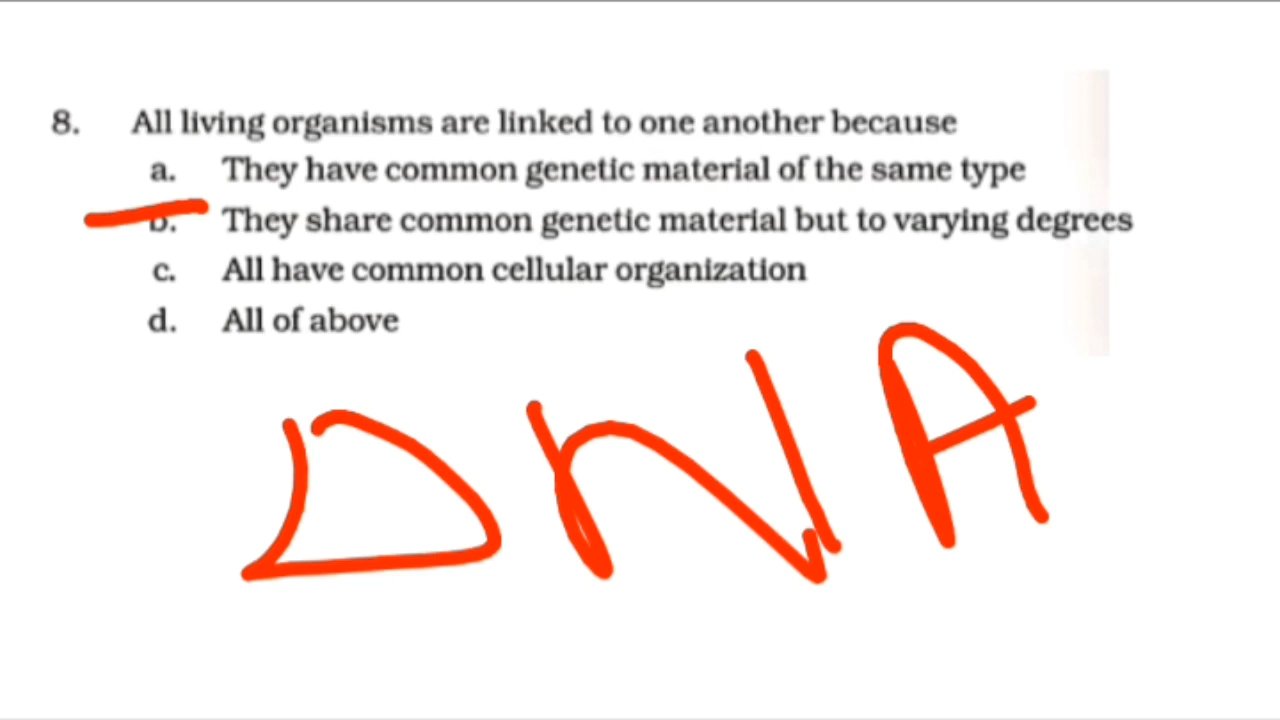 8. All living organisms are linked to one another because
a. They have common genetic material of the same type
b. They share common genetic material but to varying degrees
c. All have common cellular organization
d. All of above
DNA